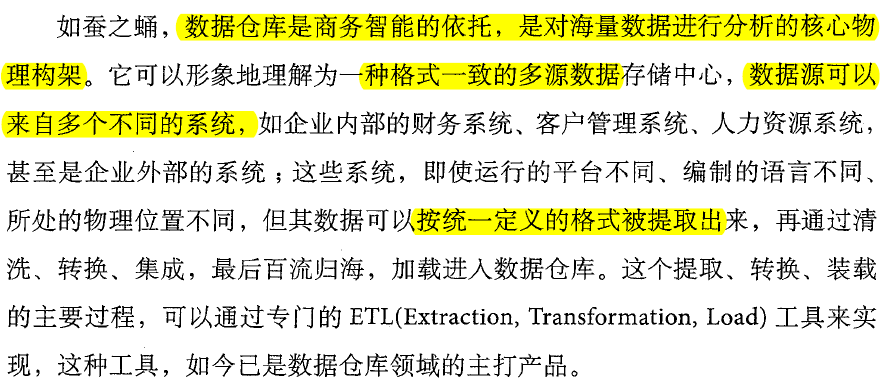 如蚕之蛹，数据仓库是商务智能的依托，是对海量数据进行分析的核心物
理构架。它可以形象地理解为一种格式一致的多源数据存储中心，数据源可以
来自多个不同的系统，如企业内部的财务系统、客户管理系统、人力资源系统，
甚至是企业外部的系统；这些系统，即使运行的平台不同、编制的语言不同、
所处的物理位置不同，但其数据可以按统一定义的格式被提取出来，再通过清
洗、转换、集成，最后百流归海，加载进入数据仓库。这个提取、转换、装载
的主要过程，可以通过专门的 ETL(Extraction, Transformation, Load) 工具来实
现，这种工具，如今已是数据仓库领域的主打产品。